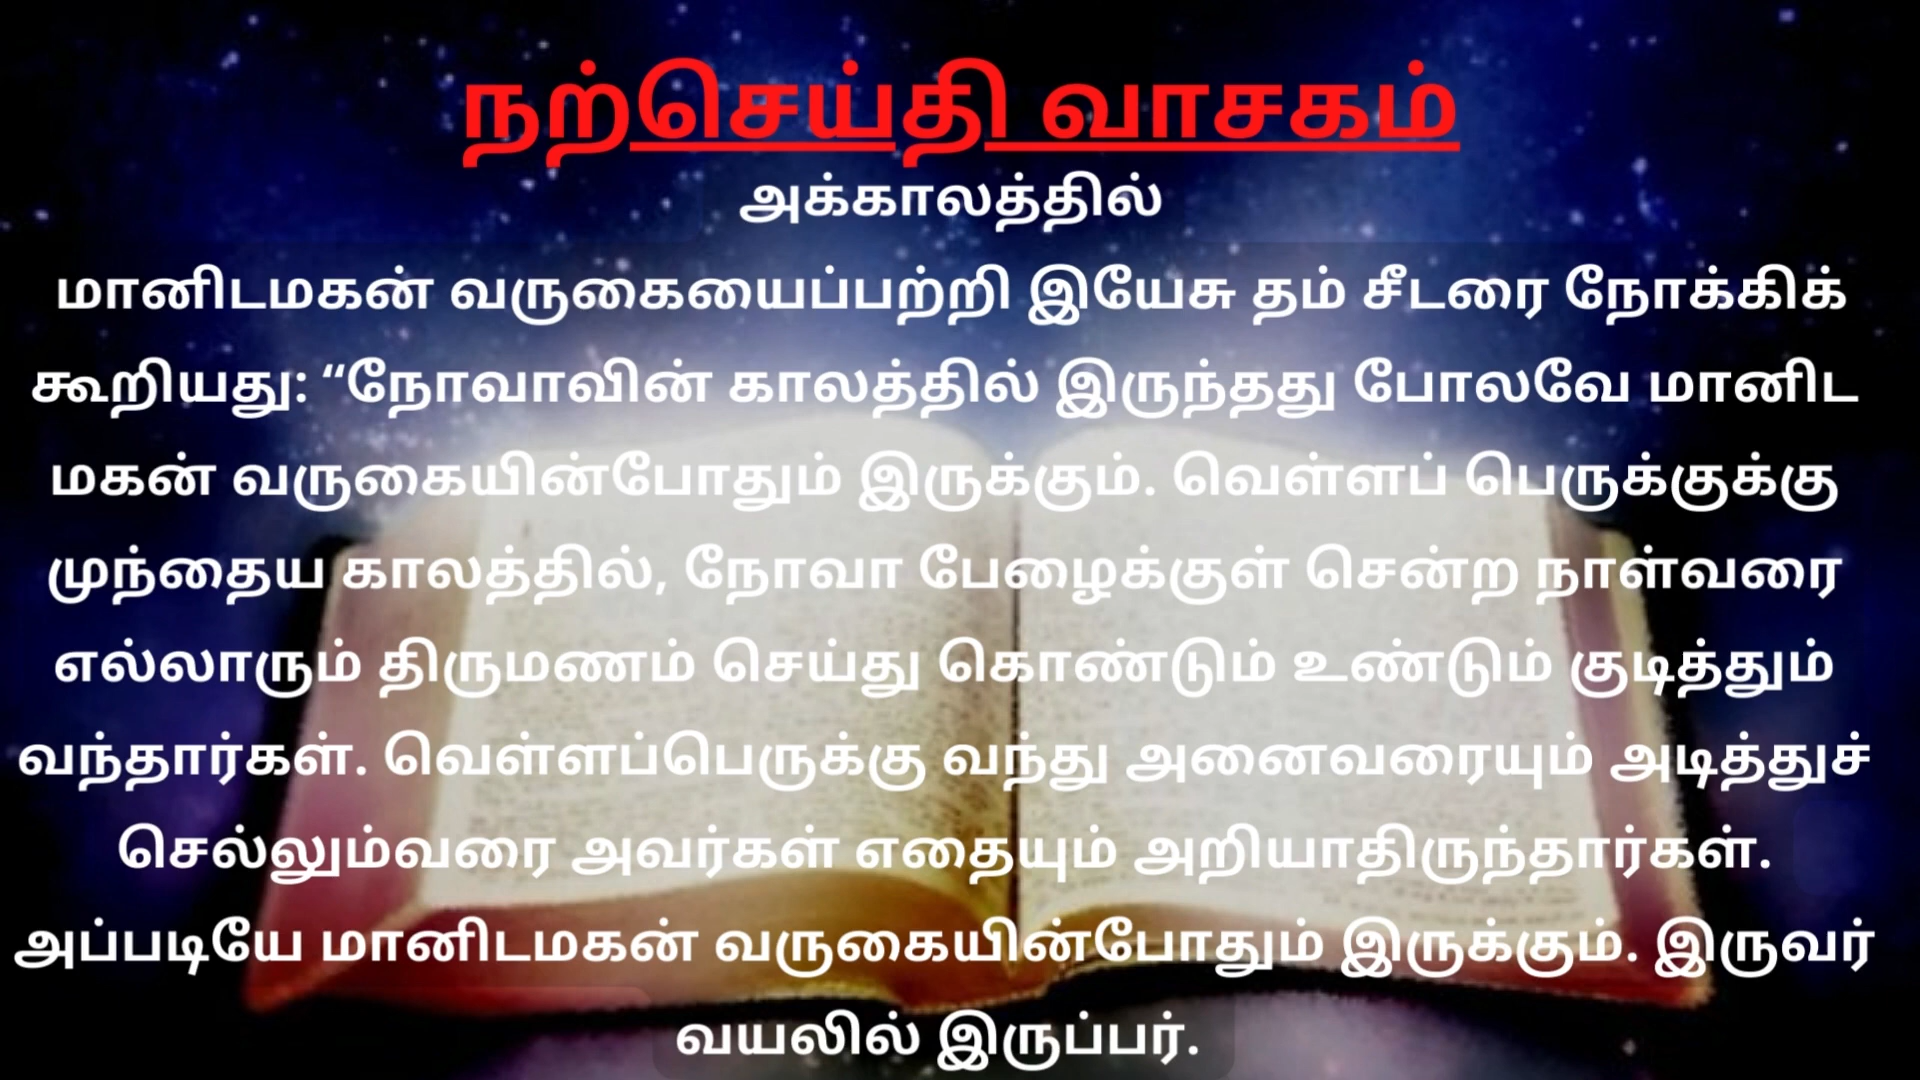 நற்செய்தி வாசகம்
அக்காலத்தில்
மானிடமகன் வருகையைப்பற்றி இயேசு தம் சீடரை நோக்கிக்
கூறியது: “நோவாவின் காலத்தில் இருந்தது போலவே மானிட
மகன் வருகையின்போதும் இருக்கும். வெள்ளப் பெருக்குக்கு
முந்தைய காலத்தில், நோவா பேழைக்குள் சென்ற நாள்வரை
எல்லாரும் திருமணம் செய்து கொண்டும் உண்டும் குடித்தும்
வந்தார்கள். வெள்ளப்பெருக்கு வந்து அனைவரையும் அடித்துச்
செல்லும்வரை அவர்கள் எதையும் அறியாதிருந்தார்கள்.
அப்படியே மானிடமகன் வருகையின்போதும் இருக்கும். இருவர்
வயலில் இருப்பர்.